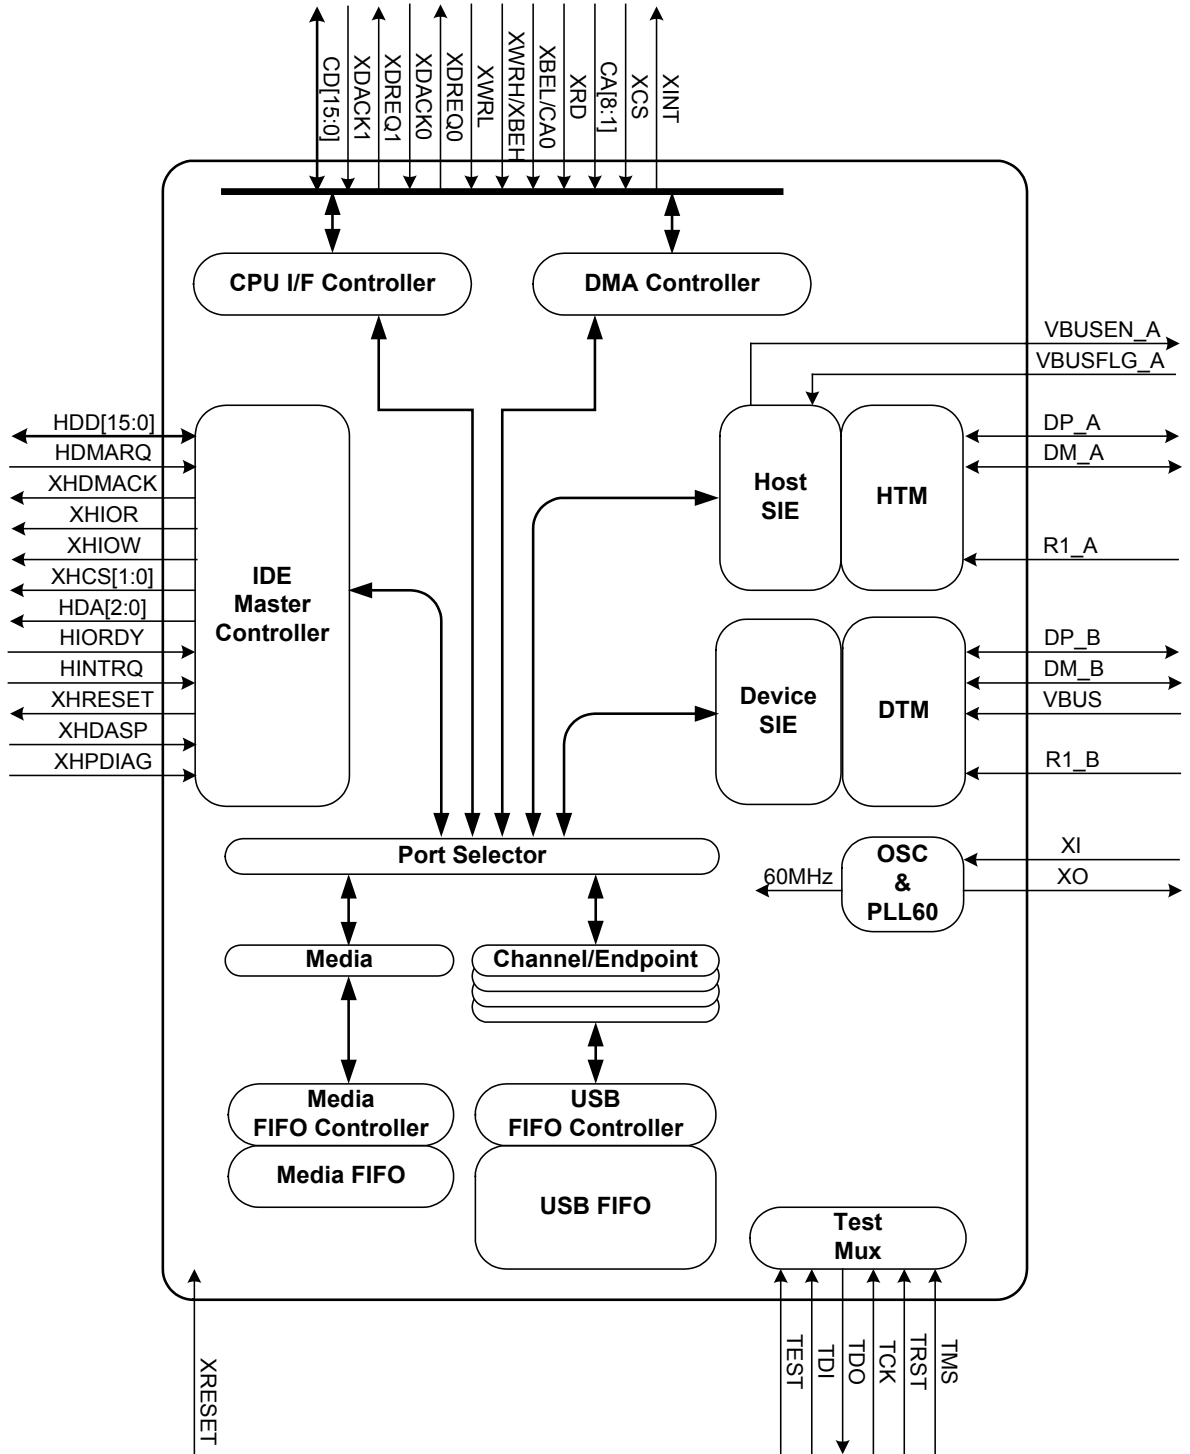 CD[15:0]
XDACK1
XDREQ1
XDACK0
XDREQ0
XWRL
XWRH/XBEH
XBEL/CA0
XRD
CA[8:1]
XCS
XINT
CPU I/F Controller
DMA Controller
VBUSEN_A
VBUSFLG_A
HDD[15:0]
HDMARQ
XHDMACK
XHIOR
XHIOW
XHCS[1:0]
HDA[2:0]
HIORDY
HINTRQ
XHRESET
XHDASP
XHPDIAG
IDE
Master
Controller
Host
SIE
HTM
DP_A
DM_A
R1_A
Device
SIE
DTM
DP_B
DM_B
VBUS
R1_B
Port Selector
OSC
&
PLL60
60MHz
XI
XO
Media
Channel/Endpoint
Media
FIFO Controller
Media FIFO
USB
FIFO Controller
USB FIFO
Test
Mux
XRESET
TEST
TDI
TDO
TCK
TRST
TMS